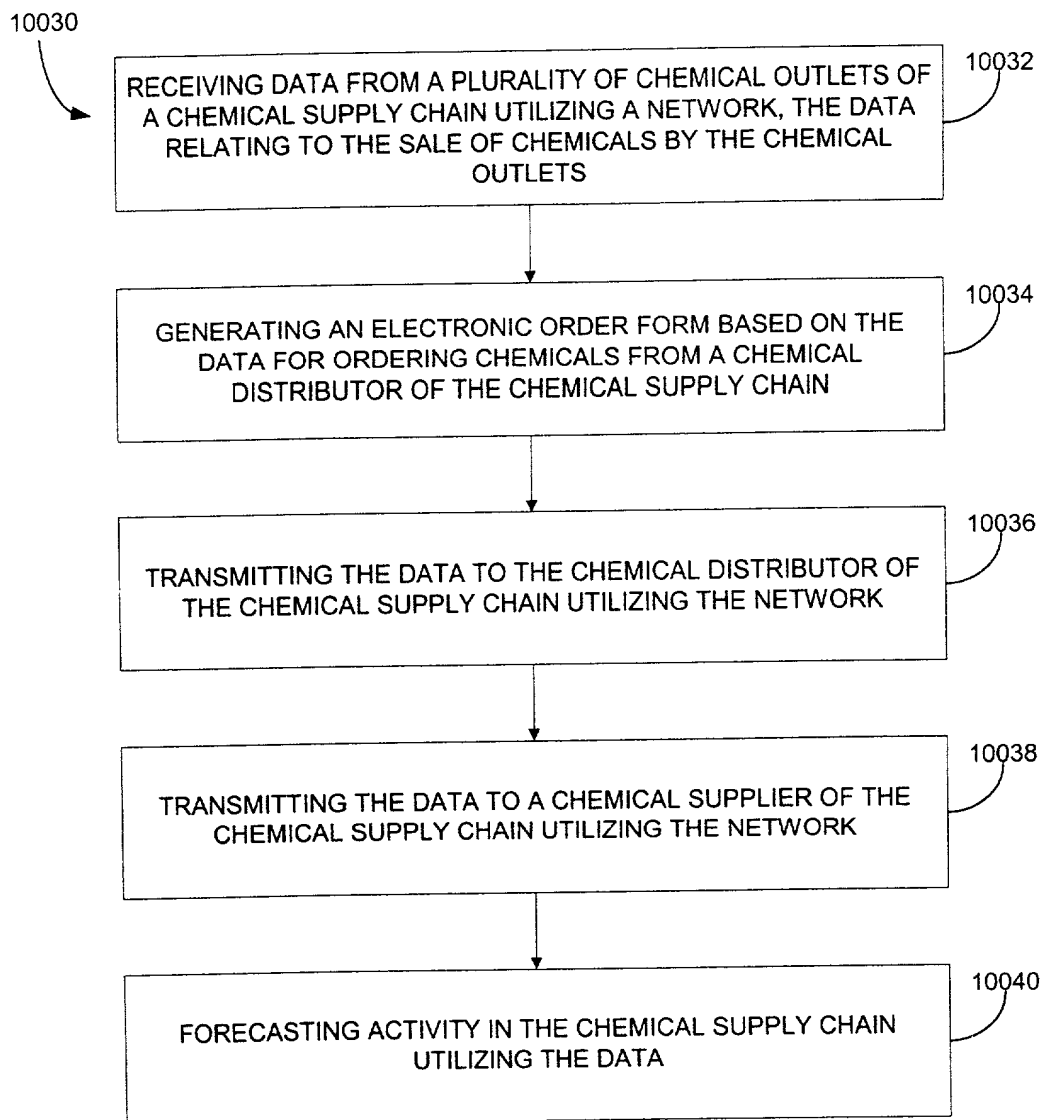 10030
RECEIVING DATA FROM A PLURALITY OF CHEMICAL OUTLETS OF
A CHEMICAL SUPPLY CHAIN UTILIZING A NETWORK, THE DATA
RELATING TO THE SALE OF CHEMICALS BY THE CHEMICAL
OUTLETS
10032
GENERATING AN ELECTRONIC ORDER FORM BASED ON THE
DATA FOR ORDERING CHEMICALS FROM A CHEMICAL
DISTRIBUTOR OF THE CHEMICAL SUPPLY CHAIN
10034
TRANSMITTING THE DATA TO THE CHEMICAL DISTRIBUTOR OF
THE CHEMICAL SUPPLY CHAIN UTILIZING THE NETWORK
10036
TRANSMITTING THE DATA TO A CHEMICAL SUPPLIER OF THE
CHEMICAL SUPPLY CHAIN UTILIZING THE NETWORK
10038
FORECASTING ACTIVITY IN THE CHEMICAL SUPPLY CHAIN
UTILIZING THE DATA
10040